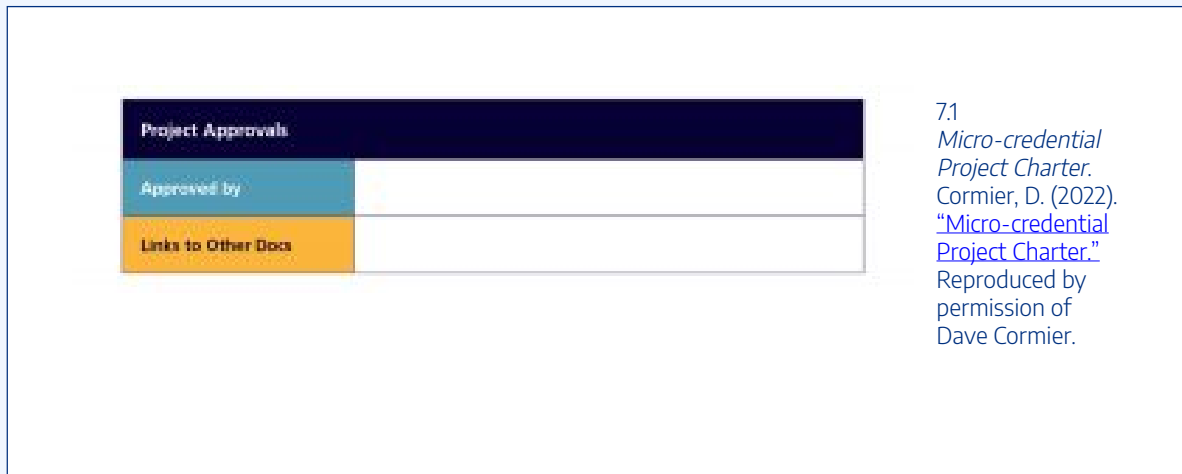 Project Approvals
Approved by
Links to Other Docs
7.1
Micro-credential
Project Charter.
Cormier, D. (2022).
“Micro-credential
Project Charter.”
Reproduced by
permission of
Dave Cormier.